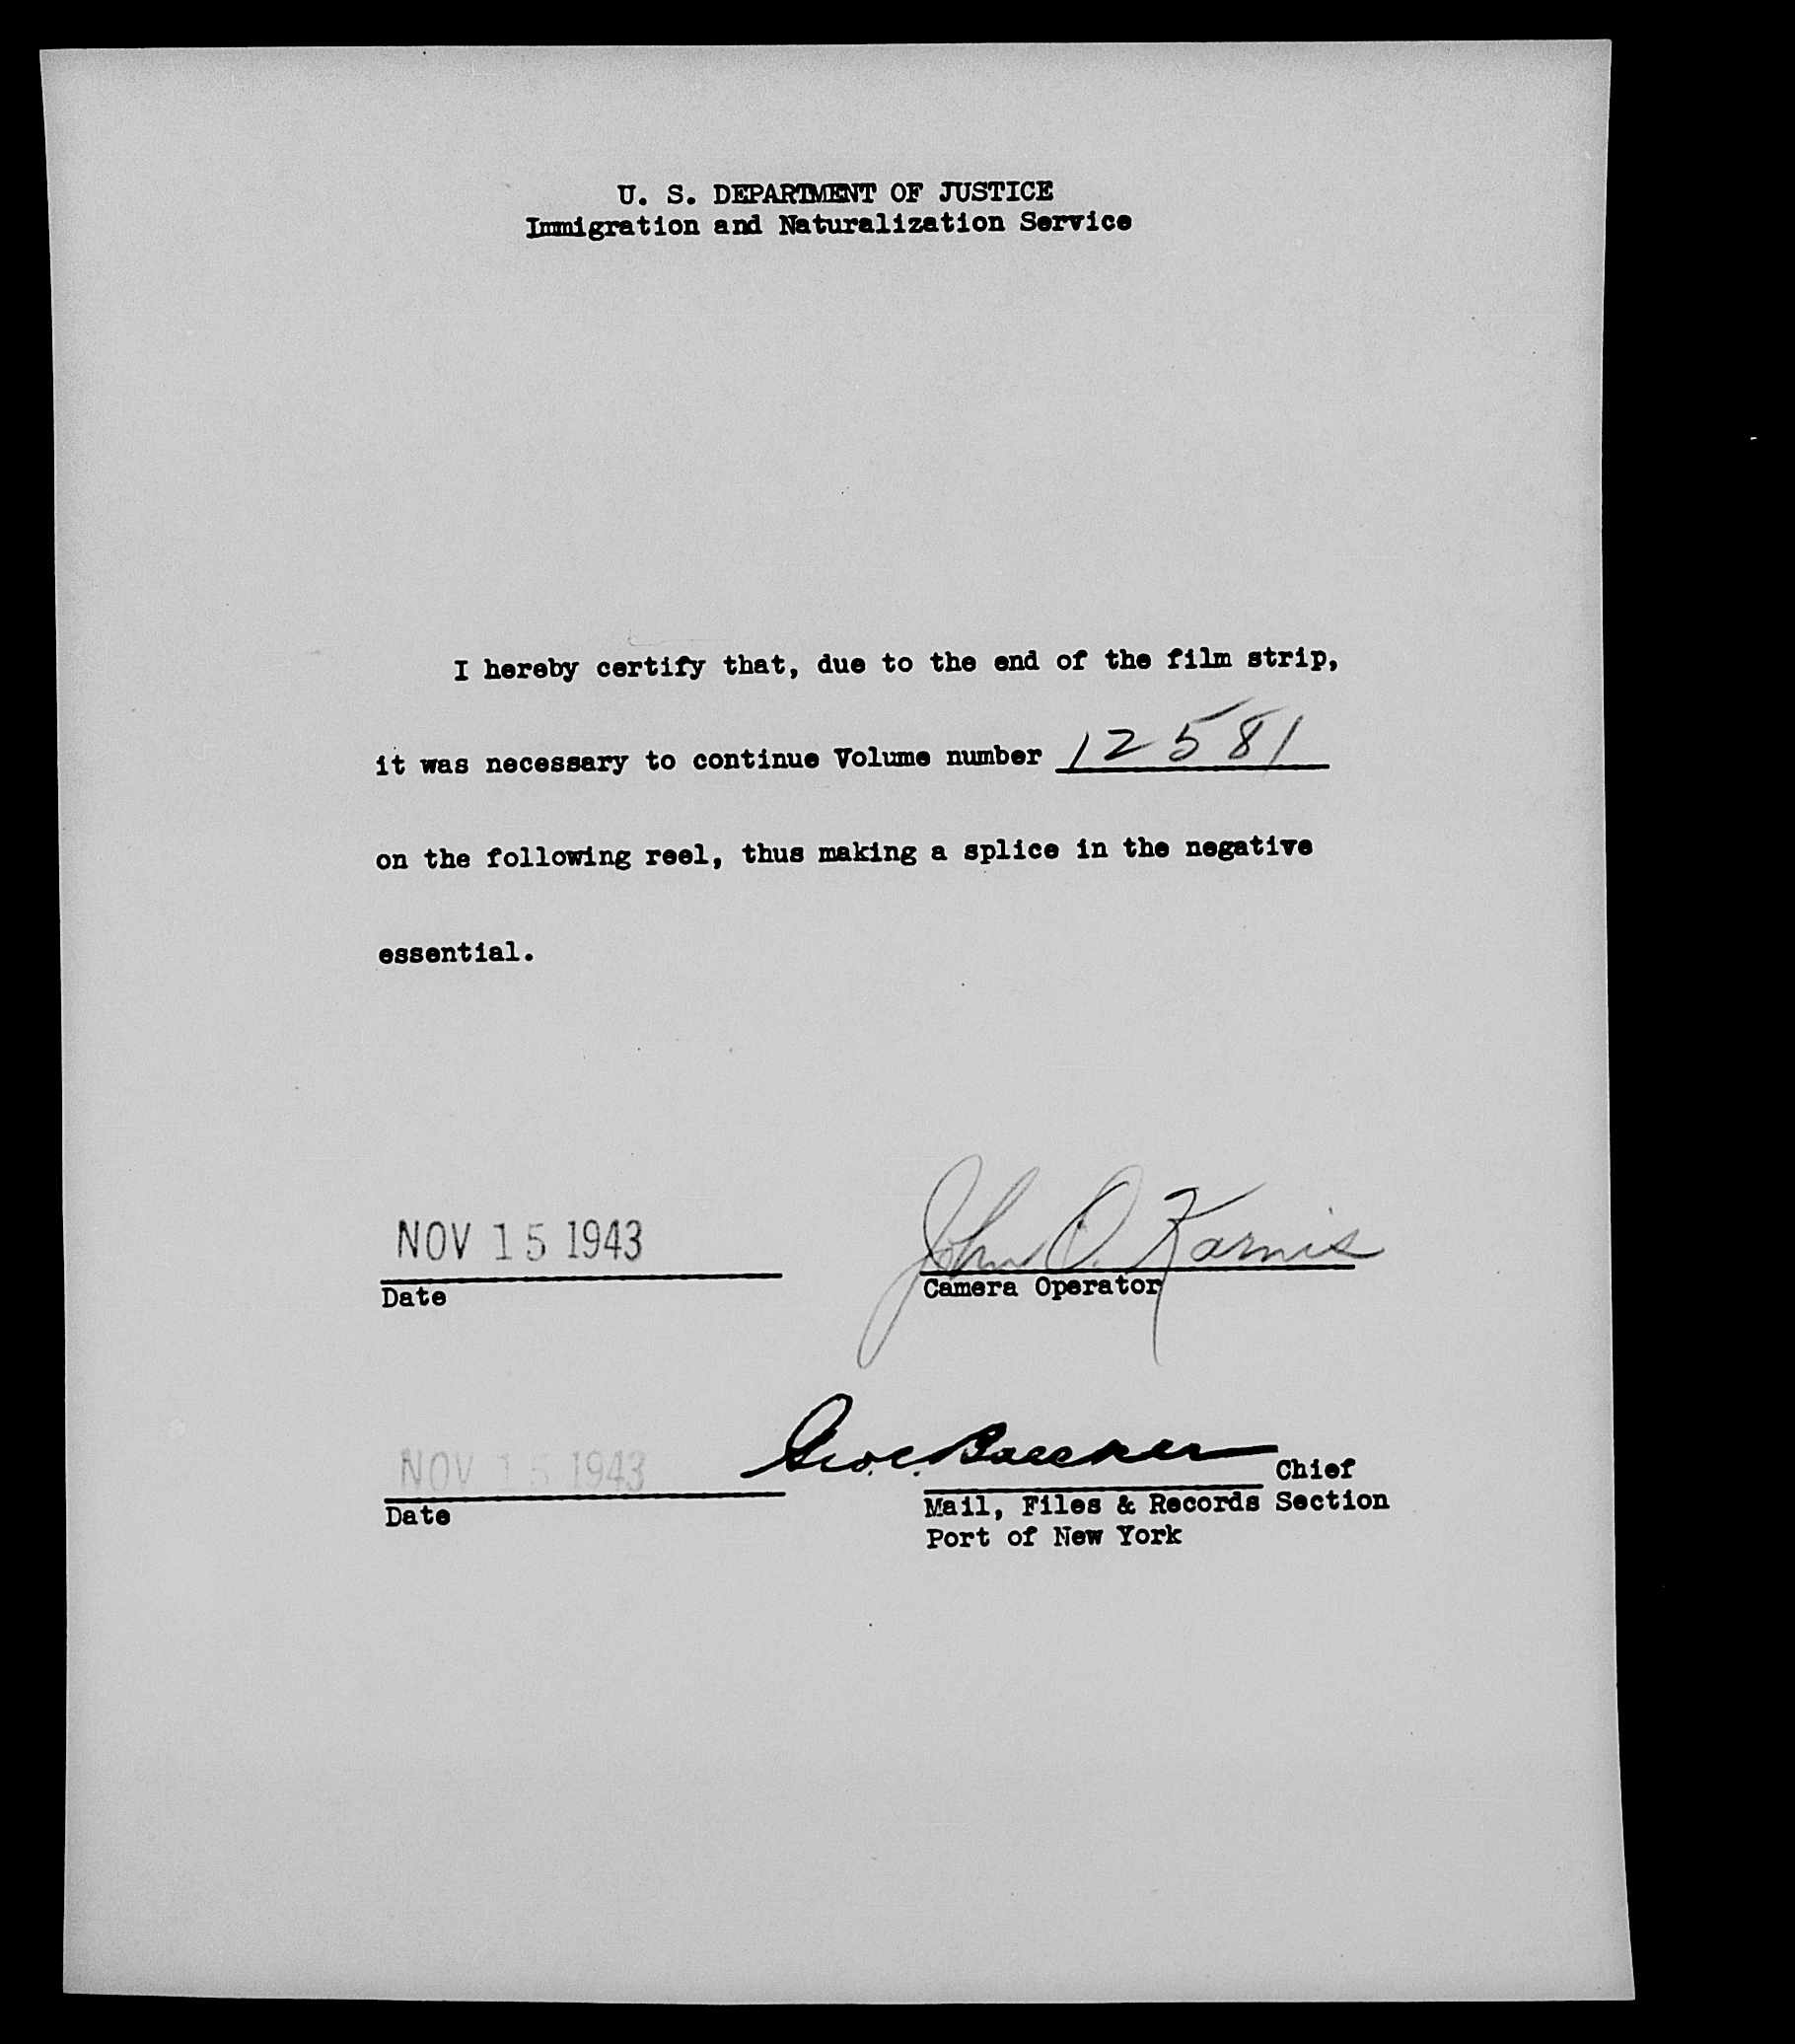 U. S. DEPARTMENT OF JUSTICE
Immigration and Naturalization Service
I hereby certify that, due to the end of the film strip,
it was necessary to continue Volume number 12581
on the following reel, thus making a splice in the negative
essential.
NOV 15 1943
Date
John O. Karnis
Camera Operator
NOV 15 1943
Date
Chief
Mail, Files & Records Section
Port of New York